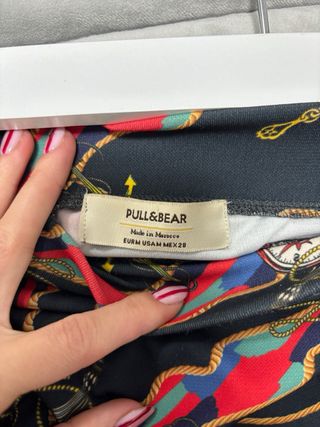 PULL&BEAR
Made in Morocco
EUR M USA M MEX 28